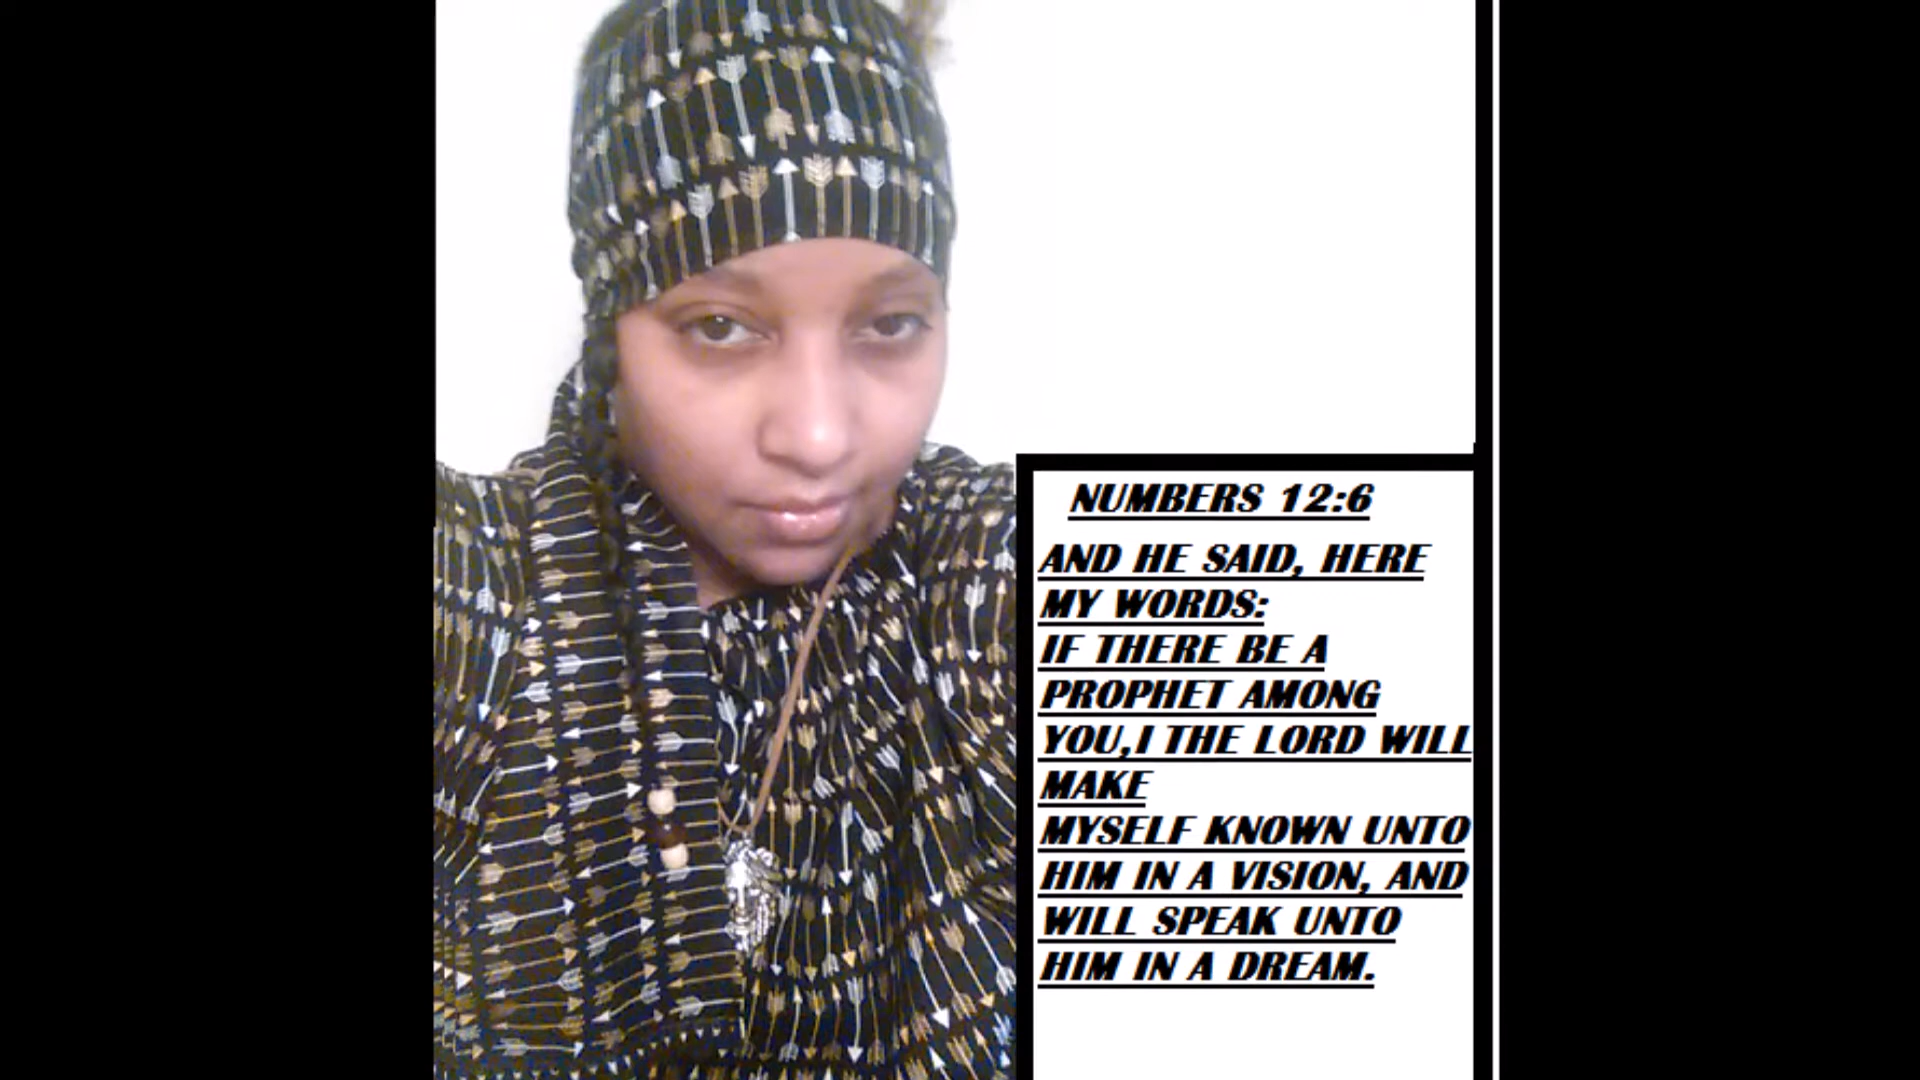 NUMBERS 12:6
AND HE SAID, HERE
MY WORDS:
IF THERE BE A
PROPHET AMONG
YOU,I THE LORD WILL
MAKE
MYSELF KNOWN UNTO
HIM IN A VISION, AND
WILL SPEAK UNTO
HIM IN A DREAM.